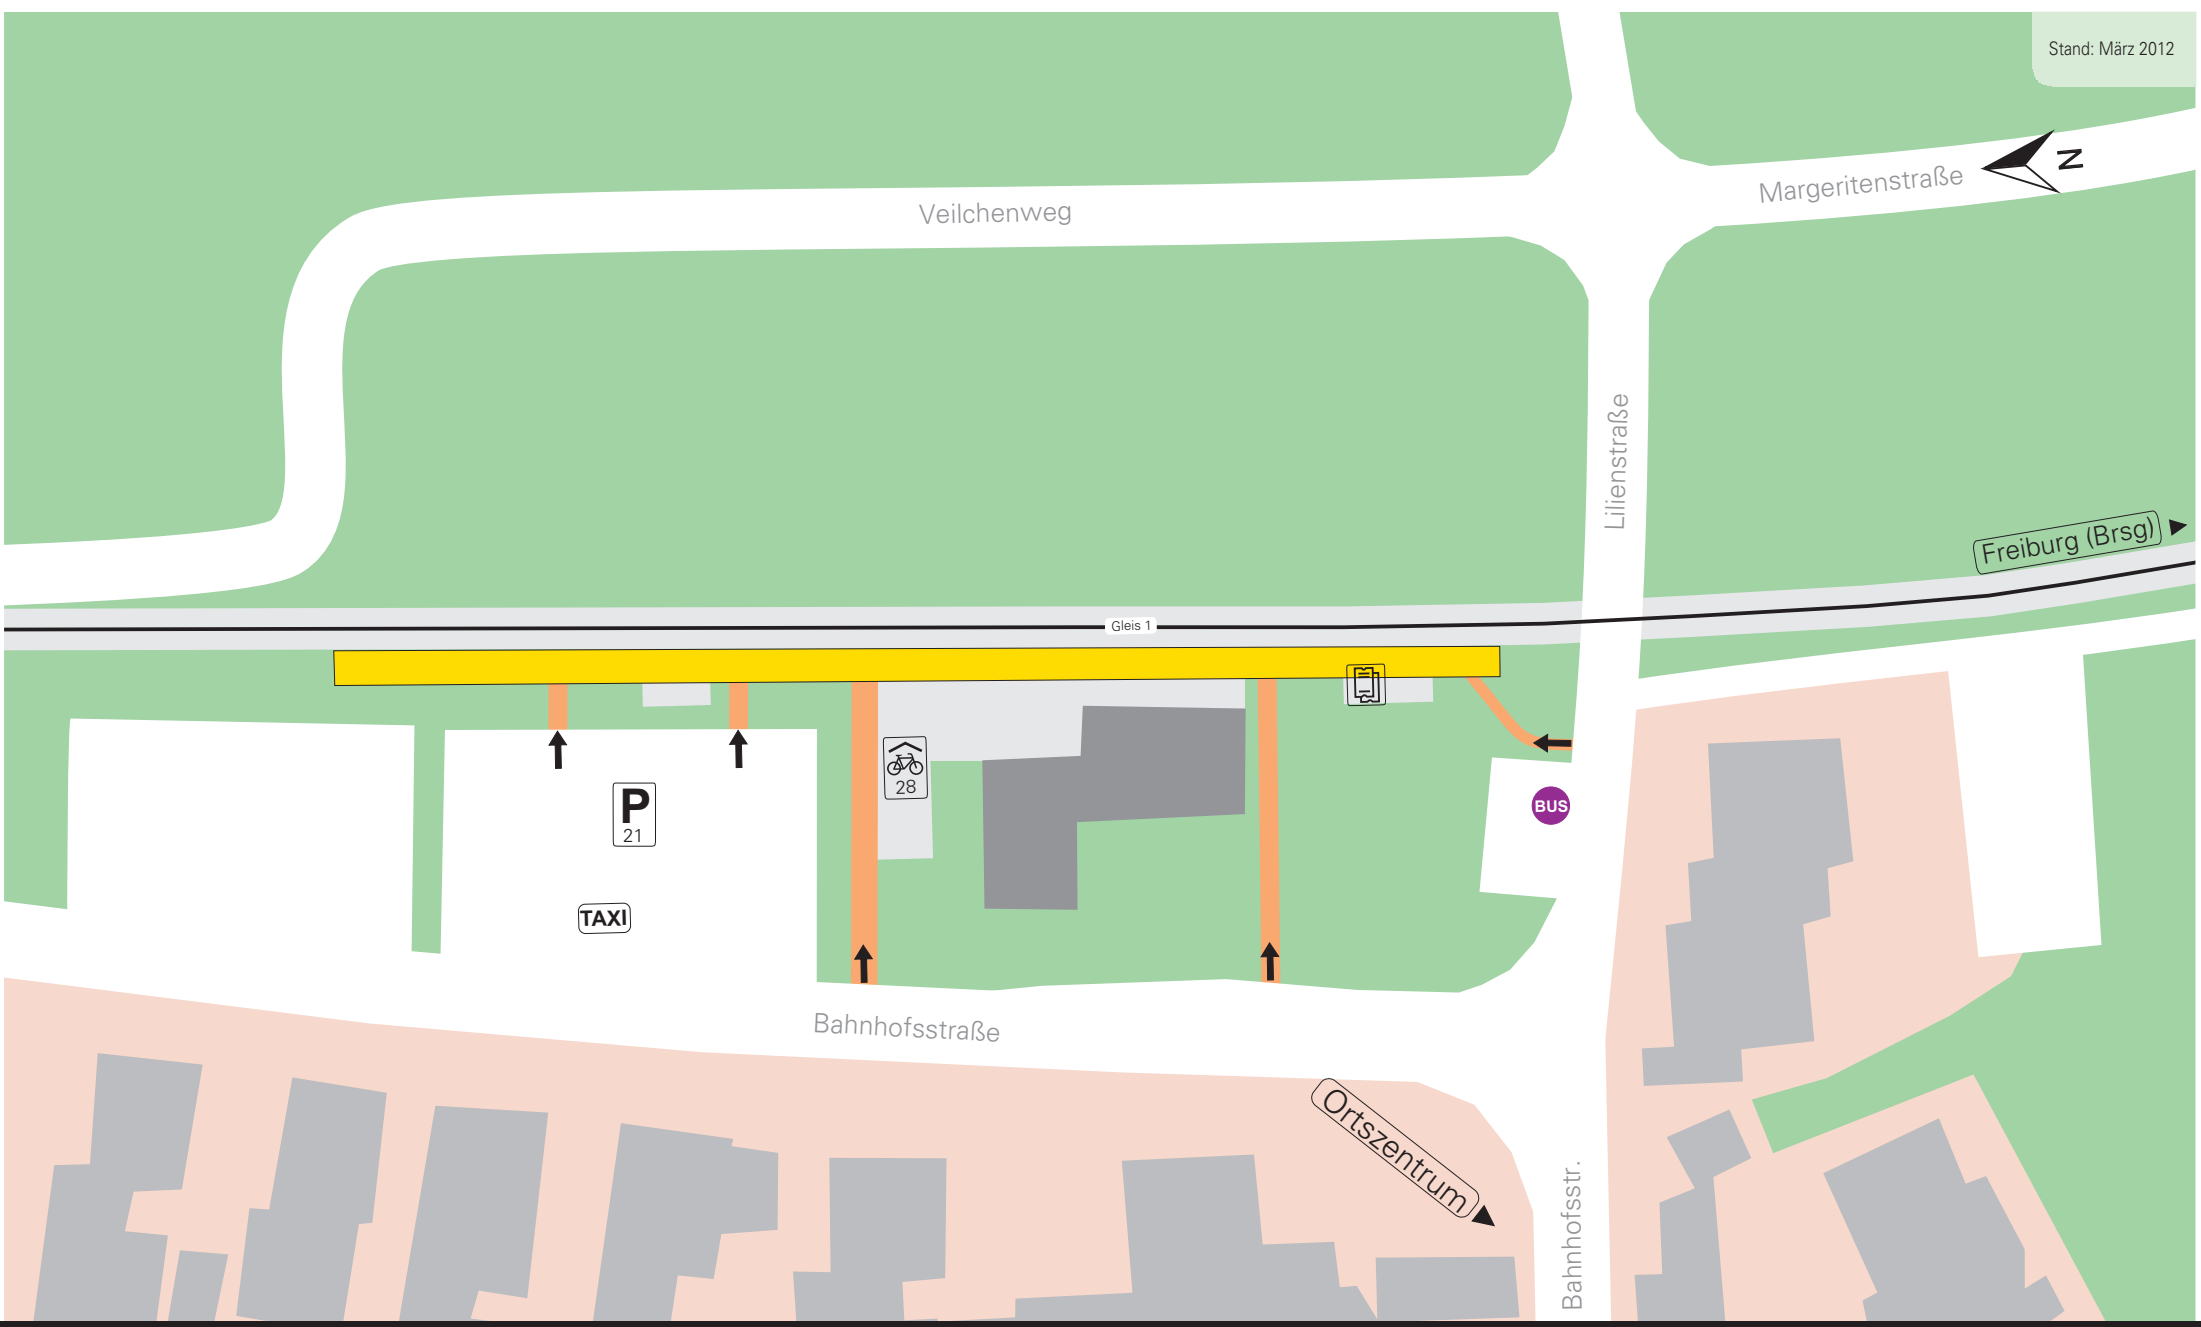 Stand: März 2012
N
Margeritenstraße
Veilchenweg
Lilienstraße
Freiburg (Brsg)
Gleis 1
28
P
21
BUS
TAXI
Bahnhofsstraße
Ortszentrum
Bahnhofsstr.